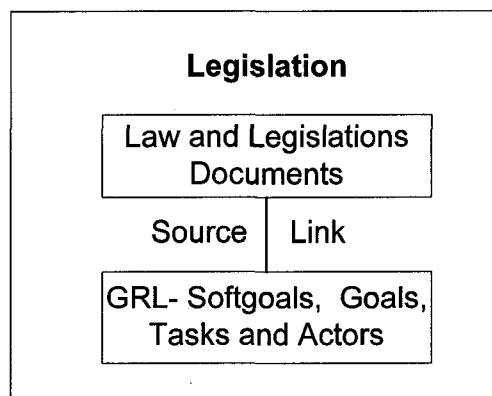 Legislation
Law and Legislations
Documents
Source Link
GRL- Softgoals, Goals,
Tasks and Actors